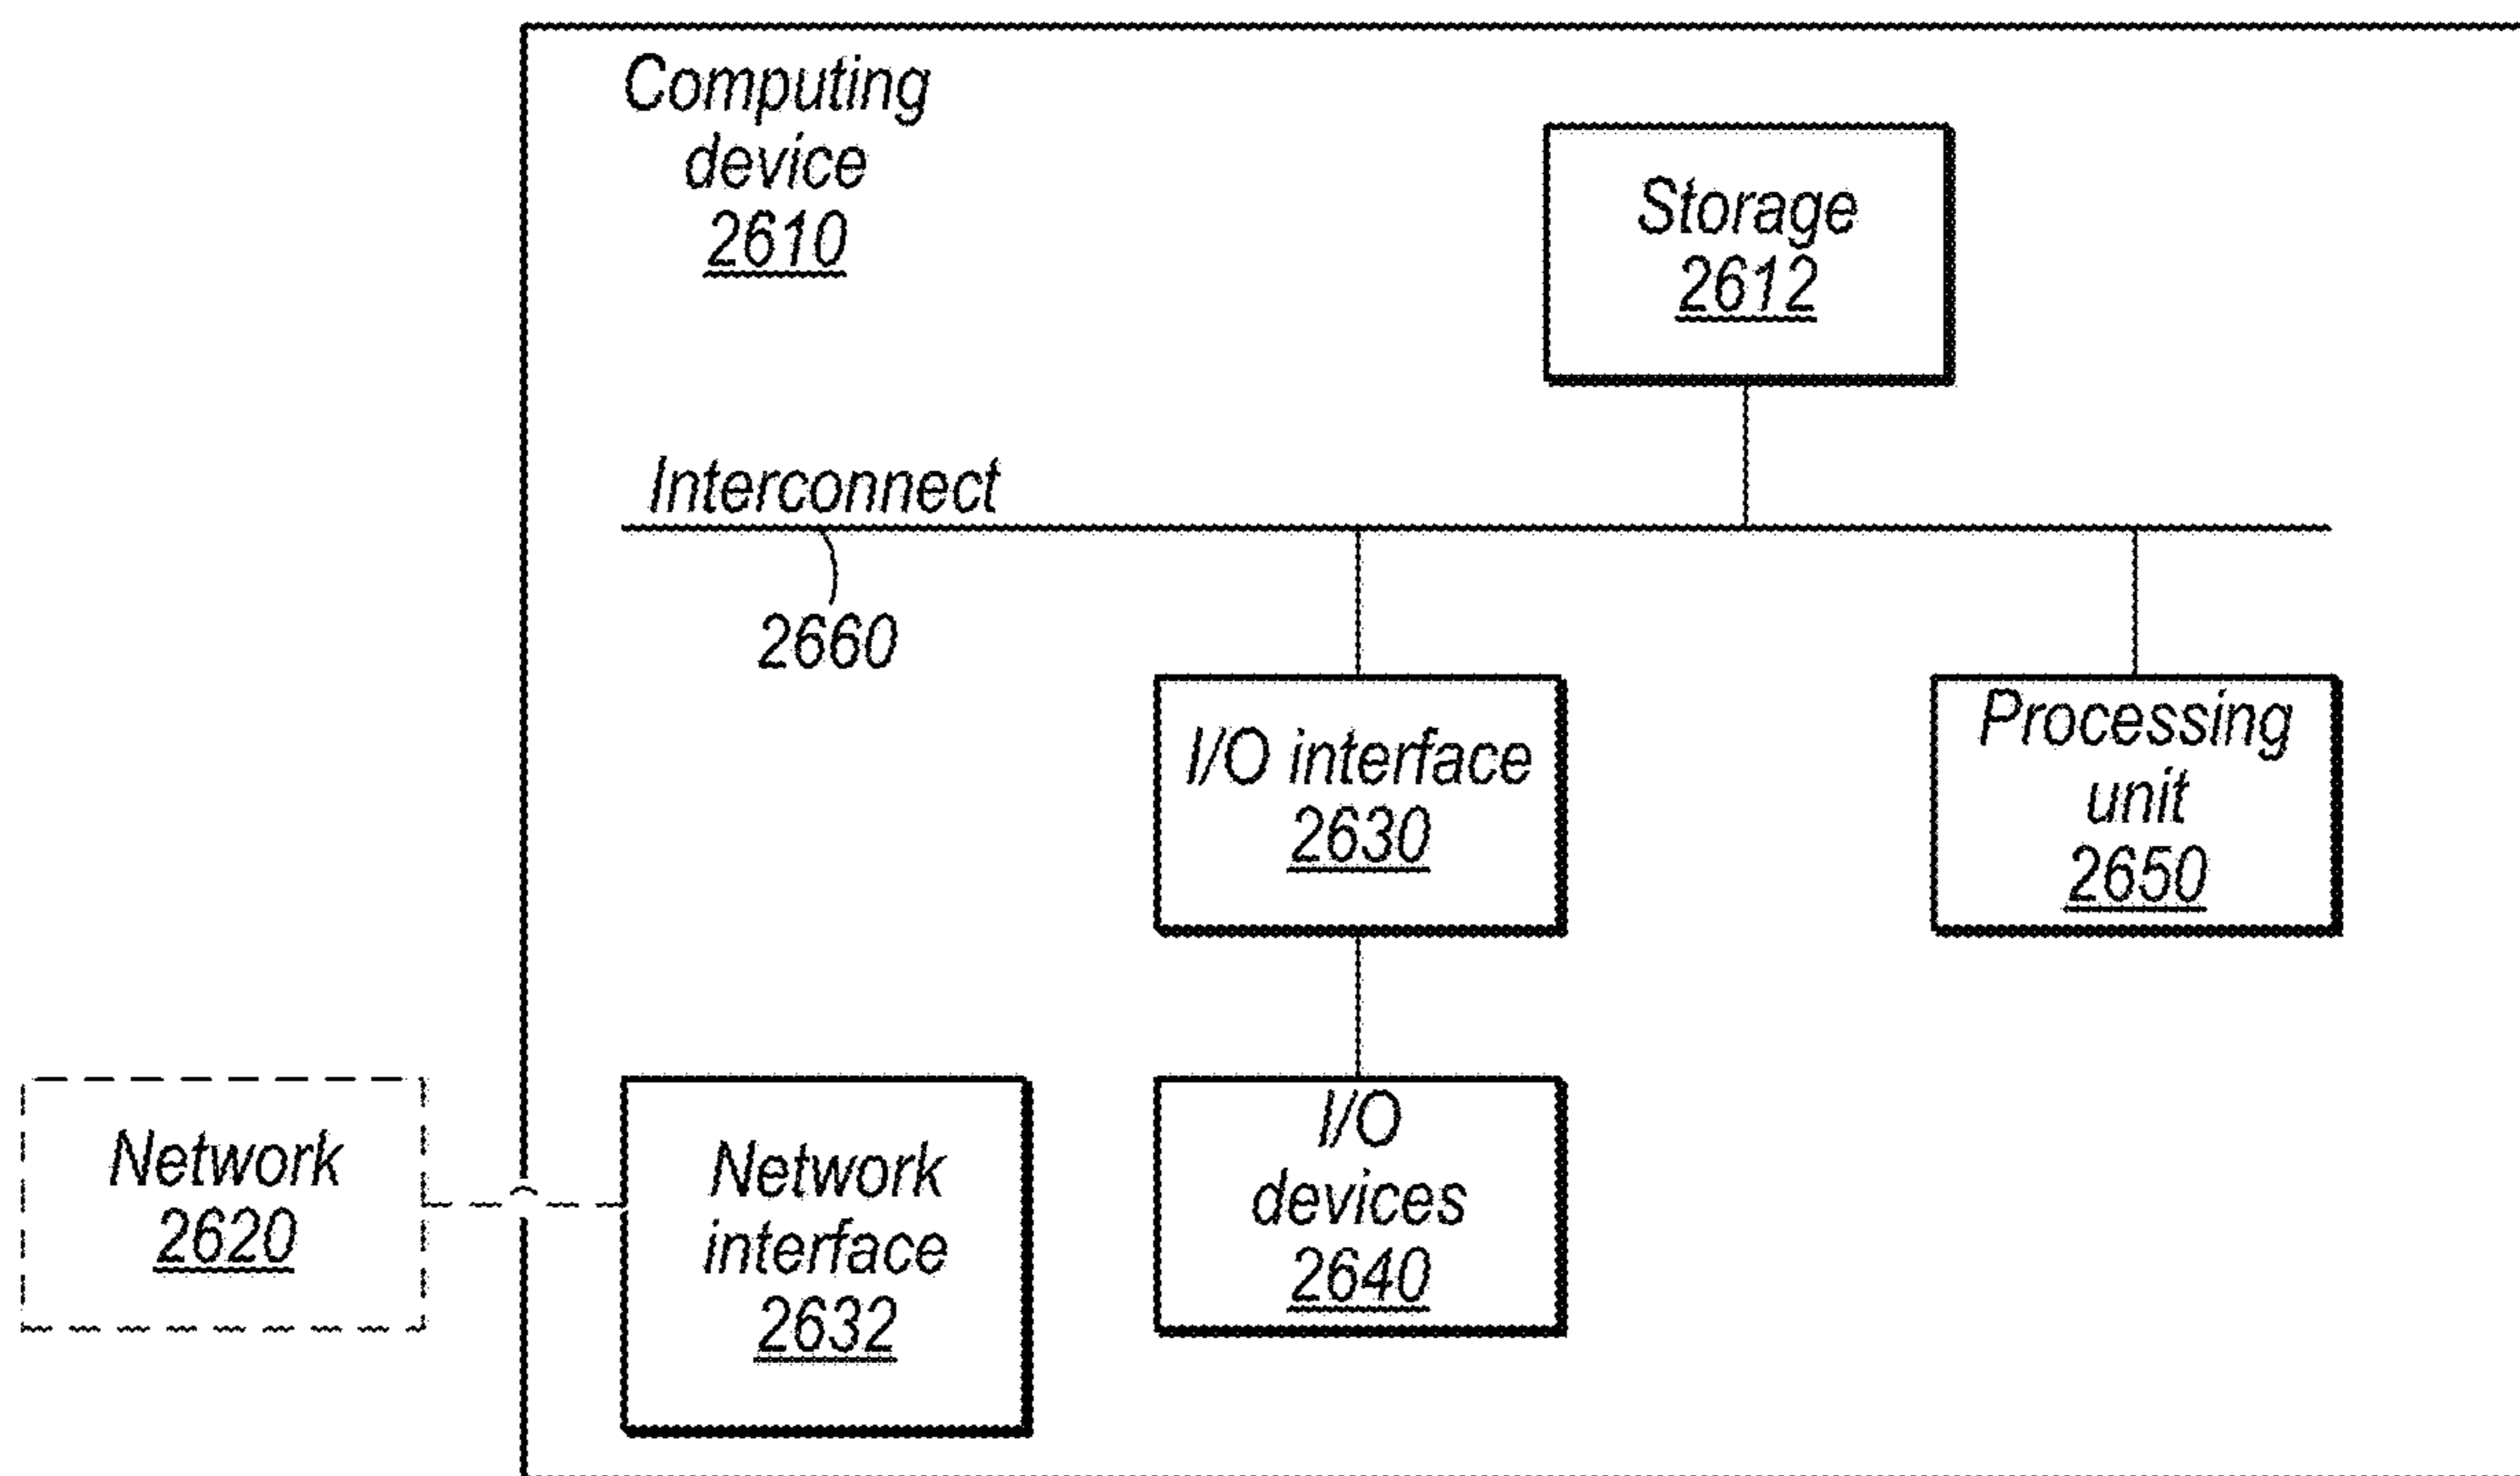 Computing
device
2610
Storage
2612
Interconnect
2660
I/O interface
2630
Processing
unit
2650
Network
2620
Network
interface
2632
I/O
devices
2640